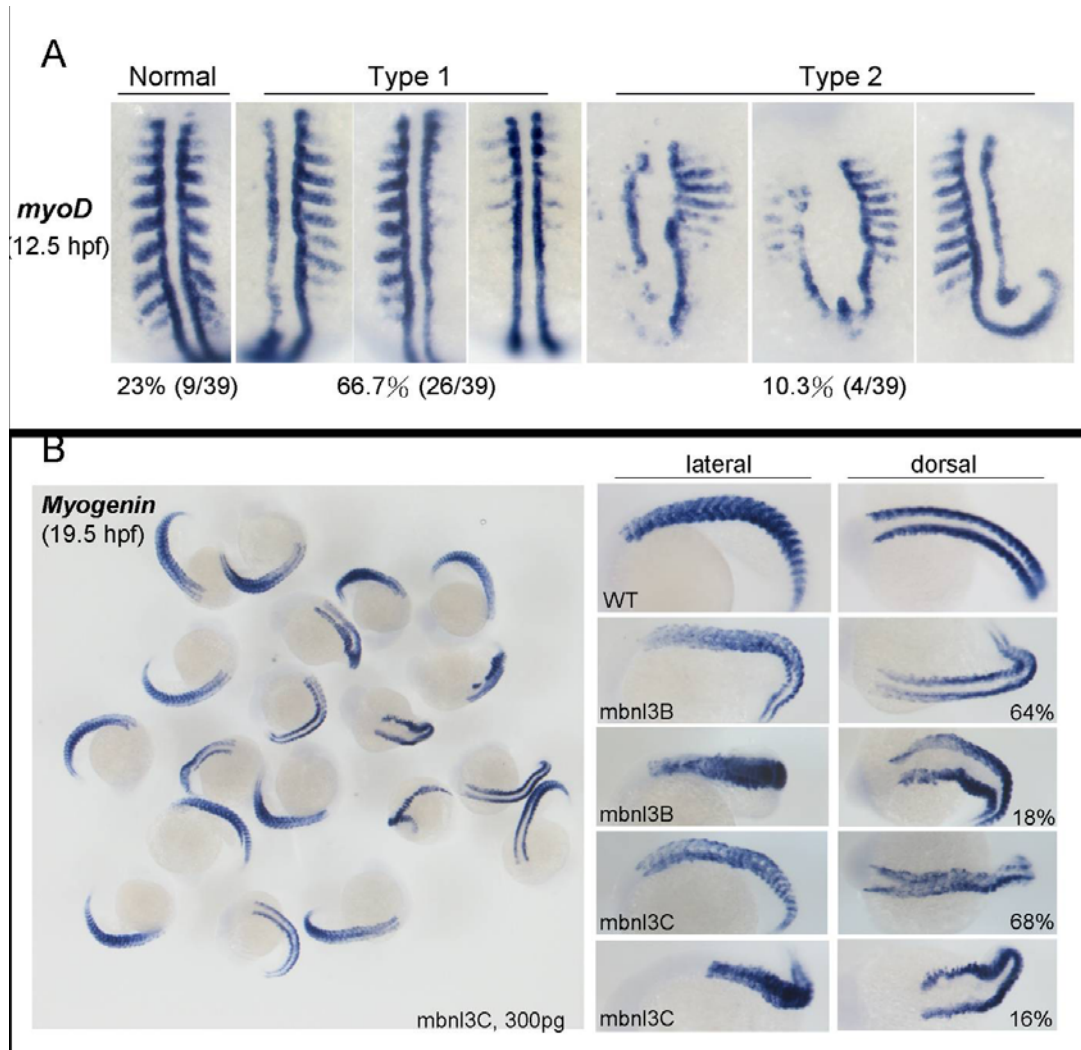 A
Normal
Type 1
Type 2
myoD
(12.5 hpf)
23% (9/39)
66.7% (26/39)
10.3% (4/39)
B
Myogenin
(19.5 hpf)
mbnl3C, 300pg
lateral
dorsal
WT
mbnl3B
64%
mbnl3B
18%
mbnl3C
68%
mbnl3C
16%